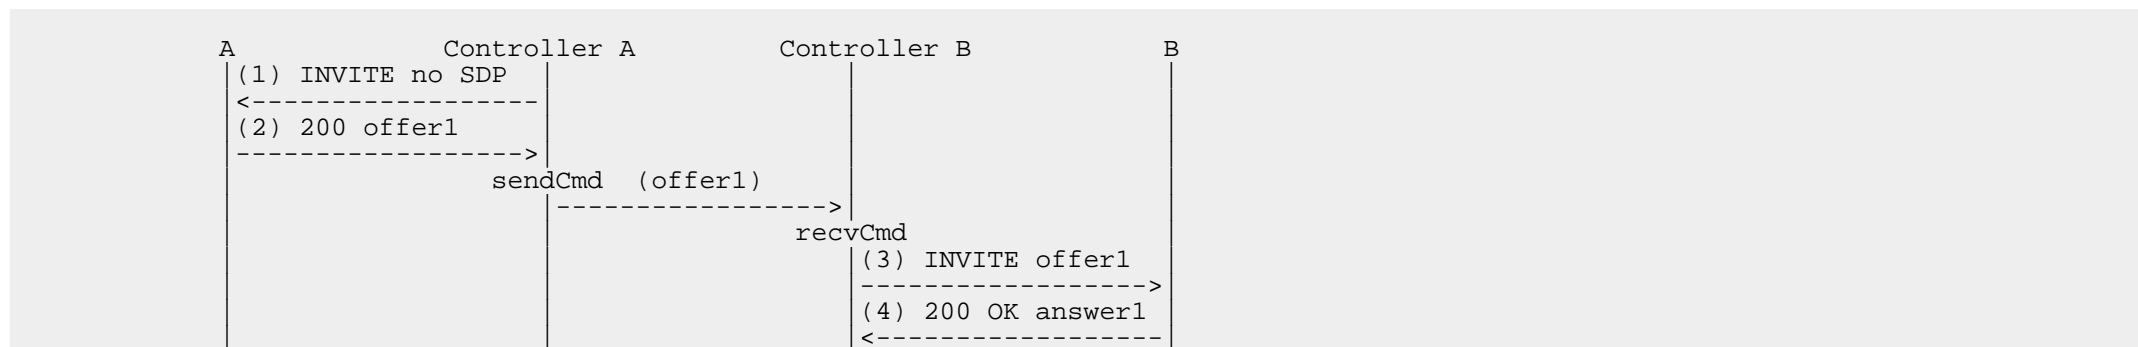 A Controller A Controller B B
(1) INVITE no SDP
<------------------
(2) 200 offer1
------------------>
sendCmd (offer1)
----------------->
recvCmd
(3) INVITE offer1
------------------>
(4) 200 OK answer1
<-------------------